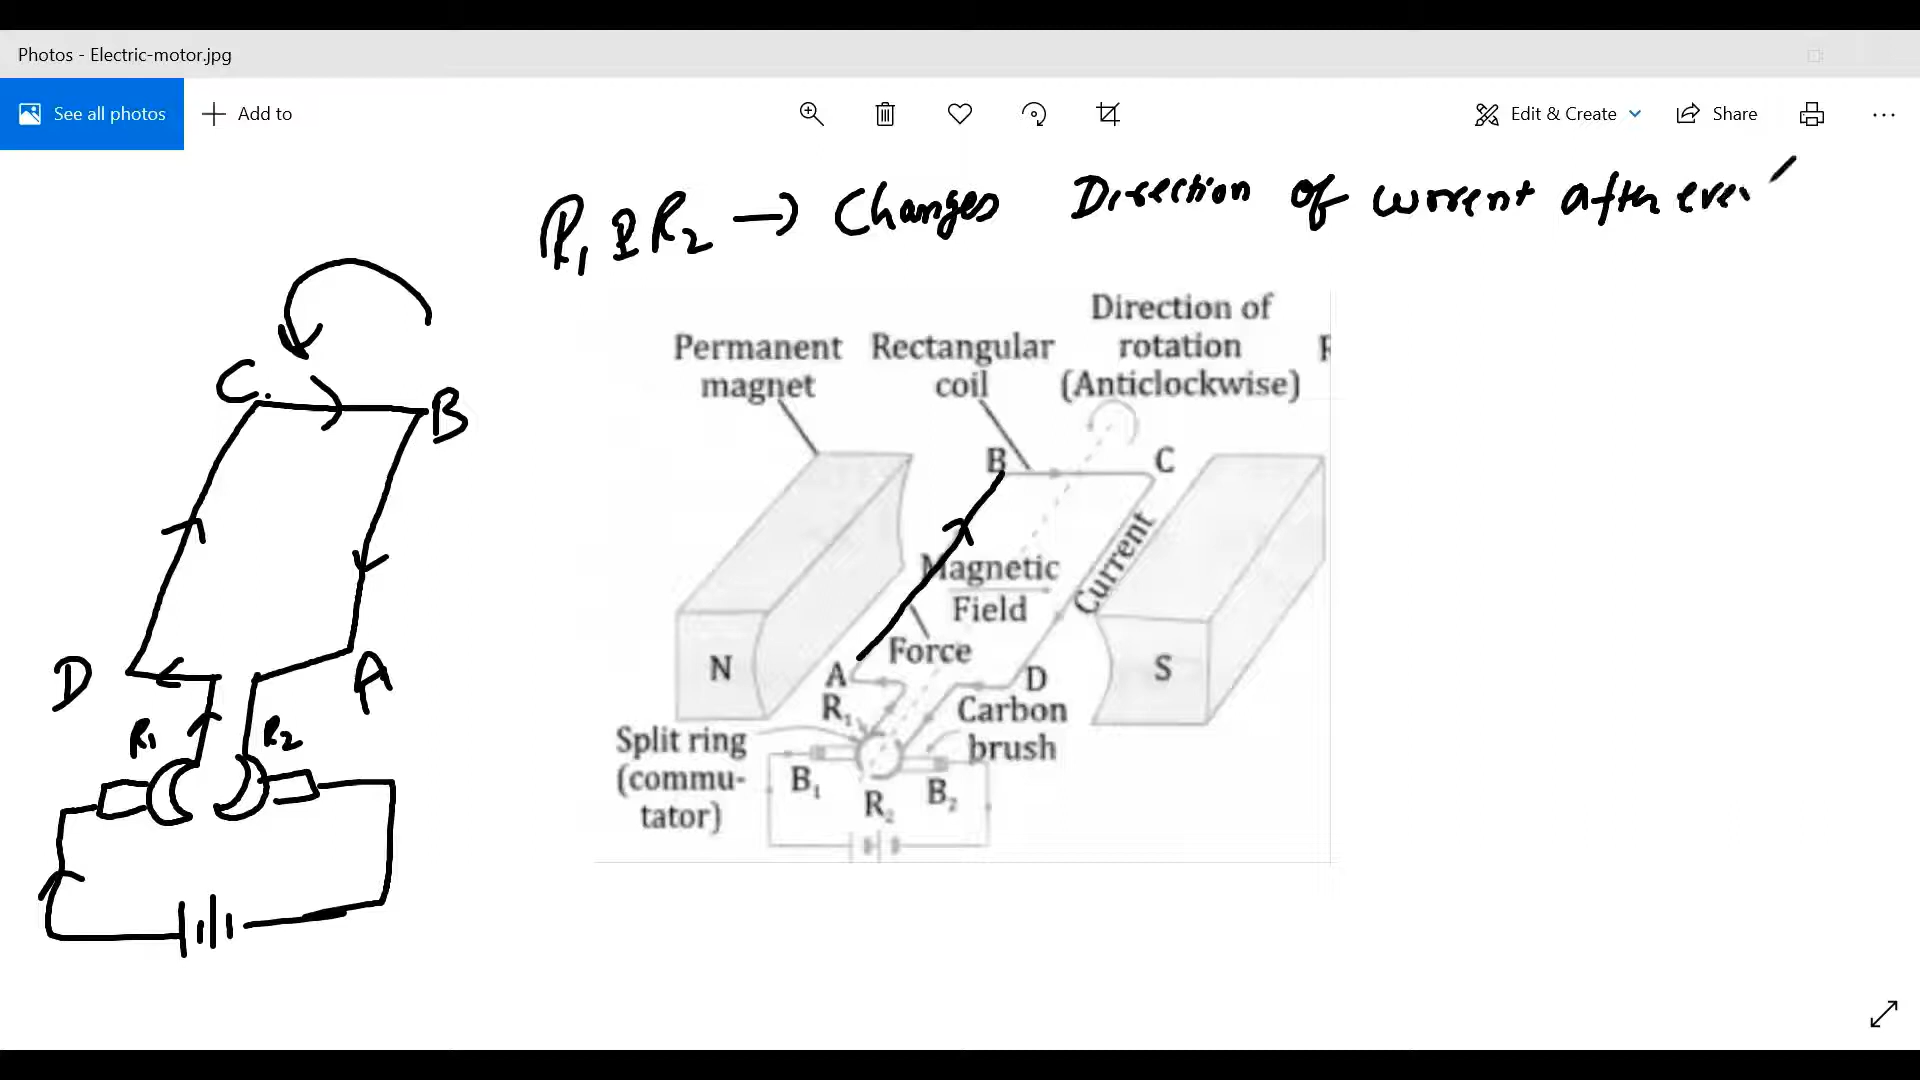 Photos - Electric-motor.jpg
See all photos
Add to
Edit & Create
Share
R1 & R2 → Changes Direction of current after ever
C
B
D
A
R1
R2
Permanent magnet
Rectangular coil
Direction of rotation (Anticlockwise)
B
C
Magnetic Field
Current
Force
N
S
A
D
R1
Carbon brush
Split ring (commu-
tator)
B1
R2
B2